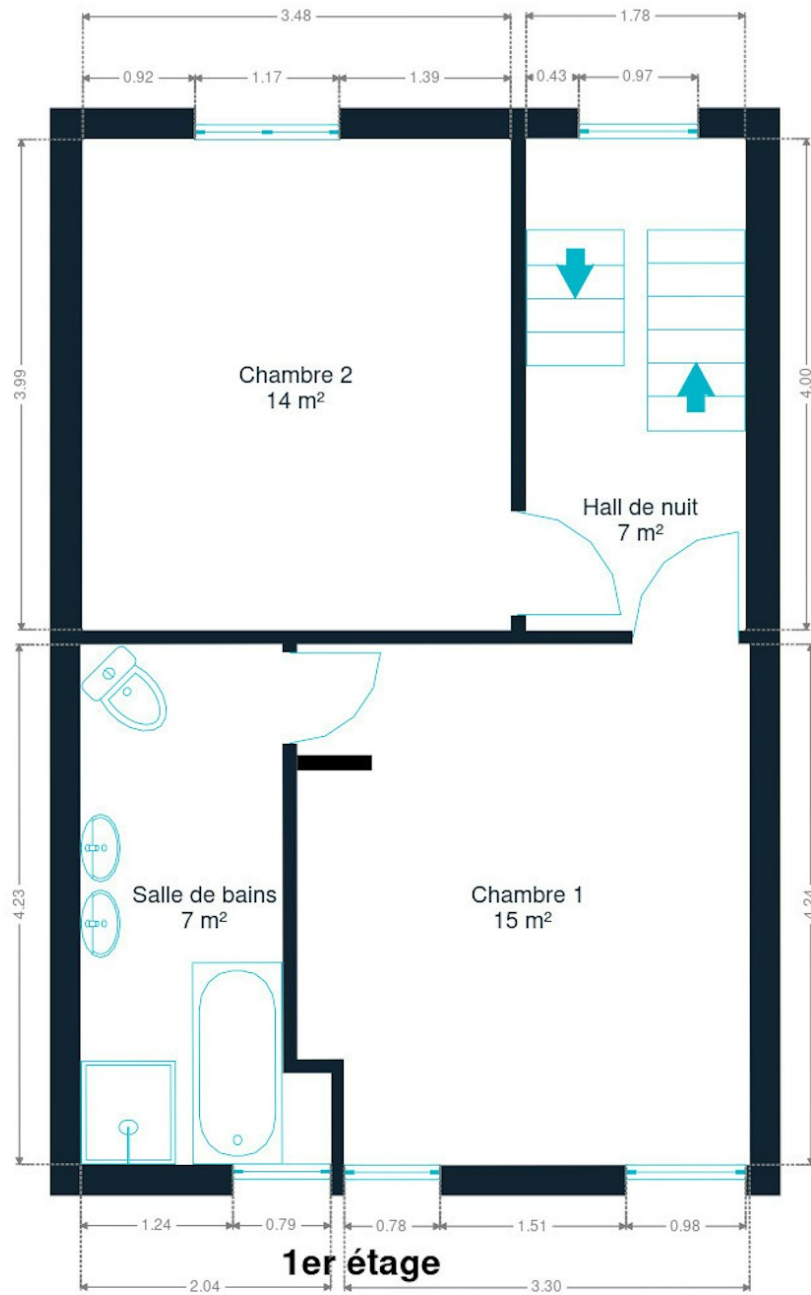 3.48
1.78
0.92
1.17
1.39
0.43
0.97
3.99
4.00
Chambre 2
14 m²
Hall de nuit
7 m²
4.23
4.24
Salle de bains
7 m²
Chambre 1
15 m²
1.24
0.79
0.78
1.51
0.98
1er étage
2.04
3.30